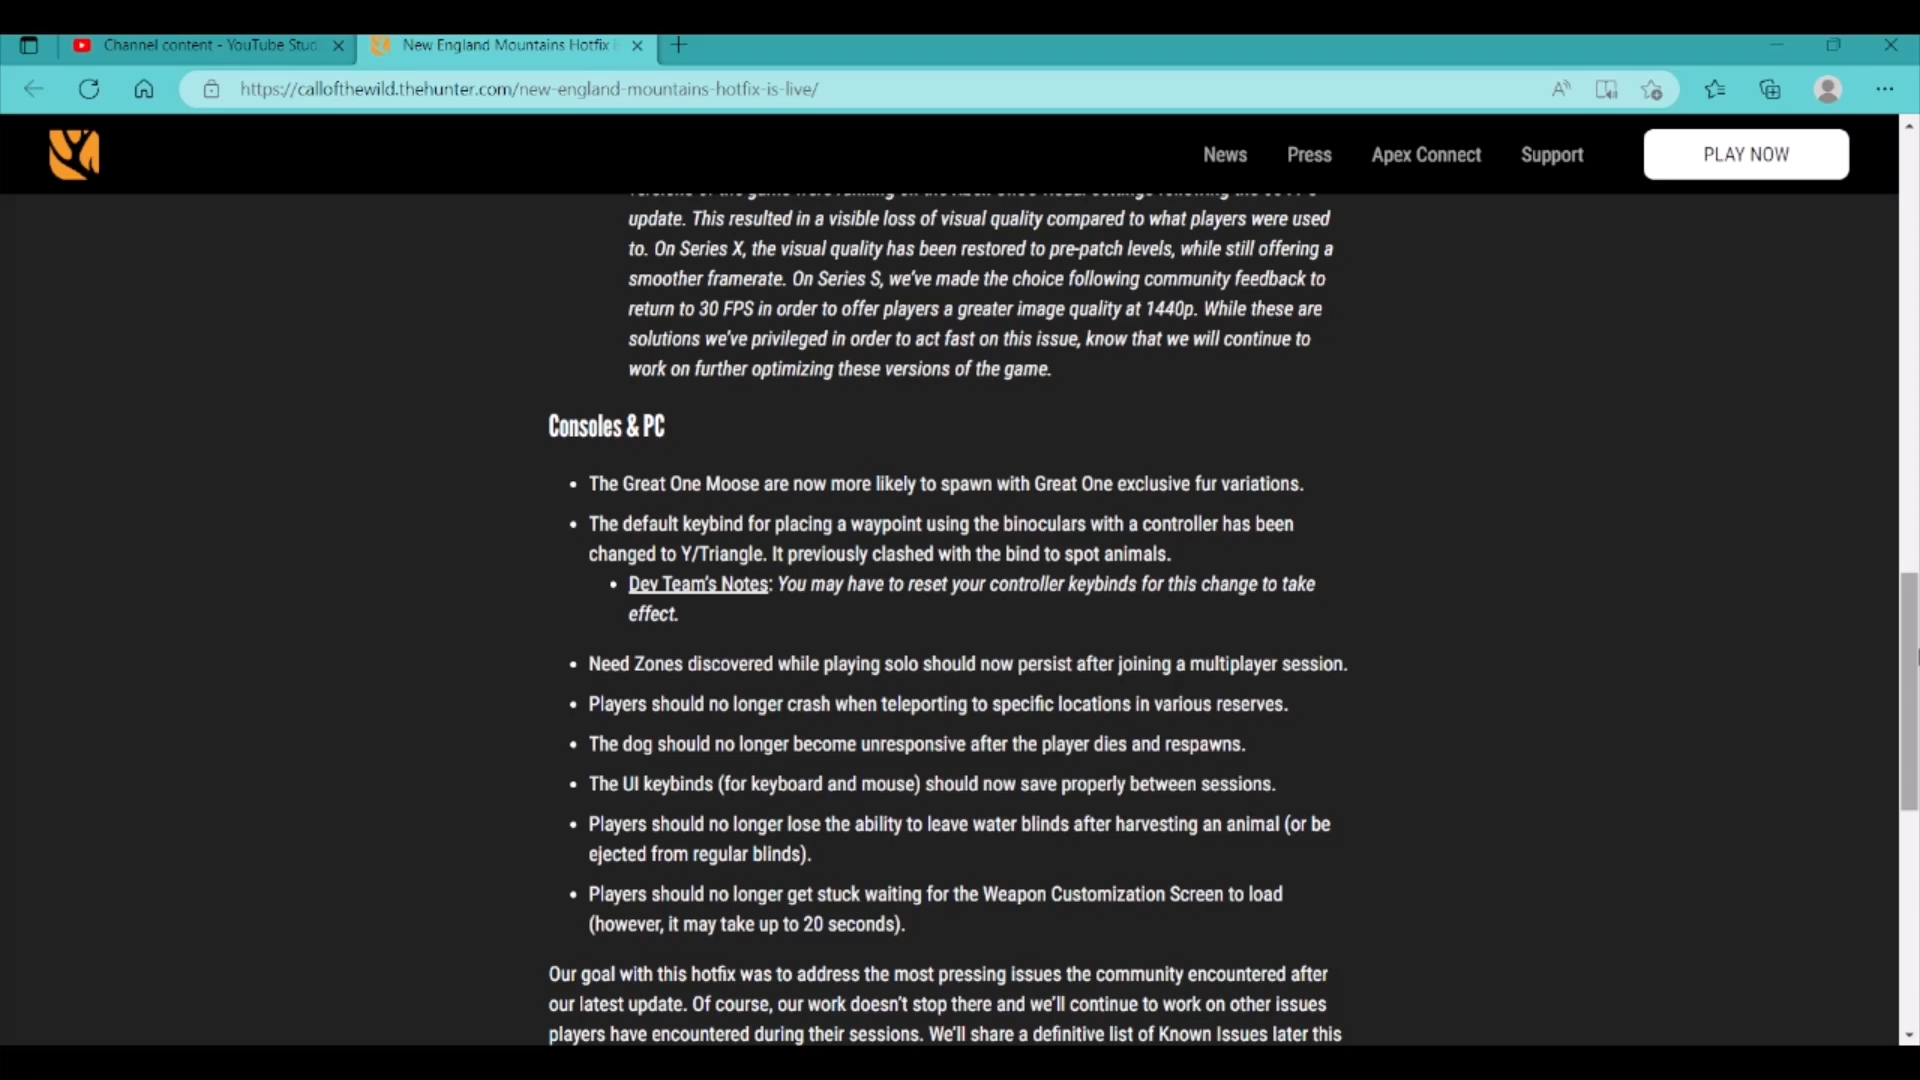 Channel content - YouTube Stud
New England Mountains Hotfix
https://callofthewild.thehunter.com/new-england-mountains-hotfix-is-live/
News
Press
Apex Connect
Support
PLAY NOW
update. This resulted in a visible loss of visual quality compared to what players were used
to. On Series X, the visual quality has been restored to pre-patch levels, while still offering a
smoother framerate. On Series S, we've made the choice following community feedback to
return to 30 FPS in order to offer players a greater image quality at 1440p. While these are
solutions we've privileged in order to act fast on this issue, know that we will continue to
work on further optimizing these versions of the game.
Consoles & PC
• The Great One Moose are now more likely to spawn with Great One exclusive fur variations.
• The default keybind for placing a waypoint using the binoculars with a controller has been
changed to Y/Triangle. It previously clashed with the bind to spot animals.
• Dev Team's Notes: You may have to reset your controller keybinds for this change to take
effect.
• Need Zones discovered while playing solo should now persist after joining a multiplayer session.
• Players should no longer crash when teleporting to specific locations in various reserves.
• The dog should no longer become unresponsive after the player dies and respawns.
• The UI keybinds (for keyboard and mouse) should now save properly between sessions.
• Players should no longer lose the ability to leave water blinds after harvesting an animal (or be
ejected from regular blinds).
• Players should no longer get stuck waiting for the Weapon Customization Screen to load
(however, it may take up to 20 seconds).
Our goal with this hotfix was to address the most pressing issues the community encountered after
our latest update. Of course, our work doesn't stop there and we'll continue to work on other issues
players have encountered during their sessions. We'll share a definitive list of Known Issues later this